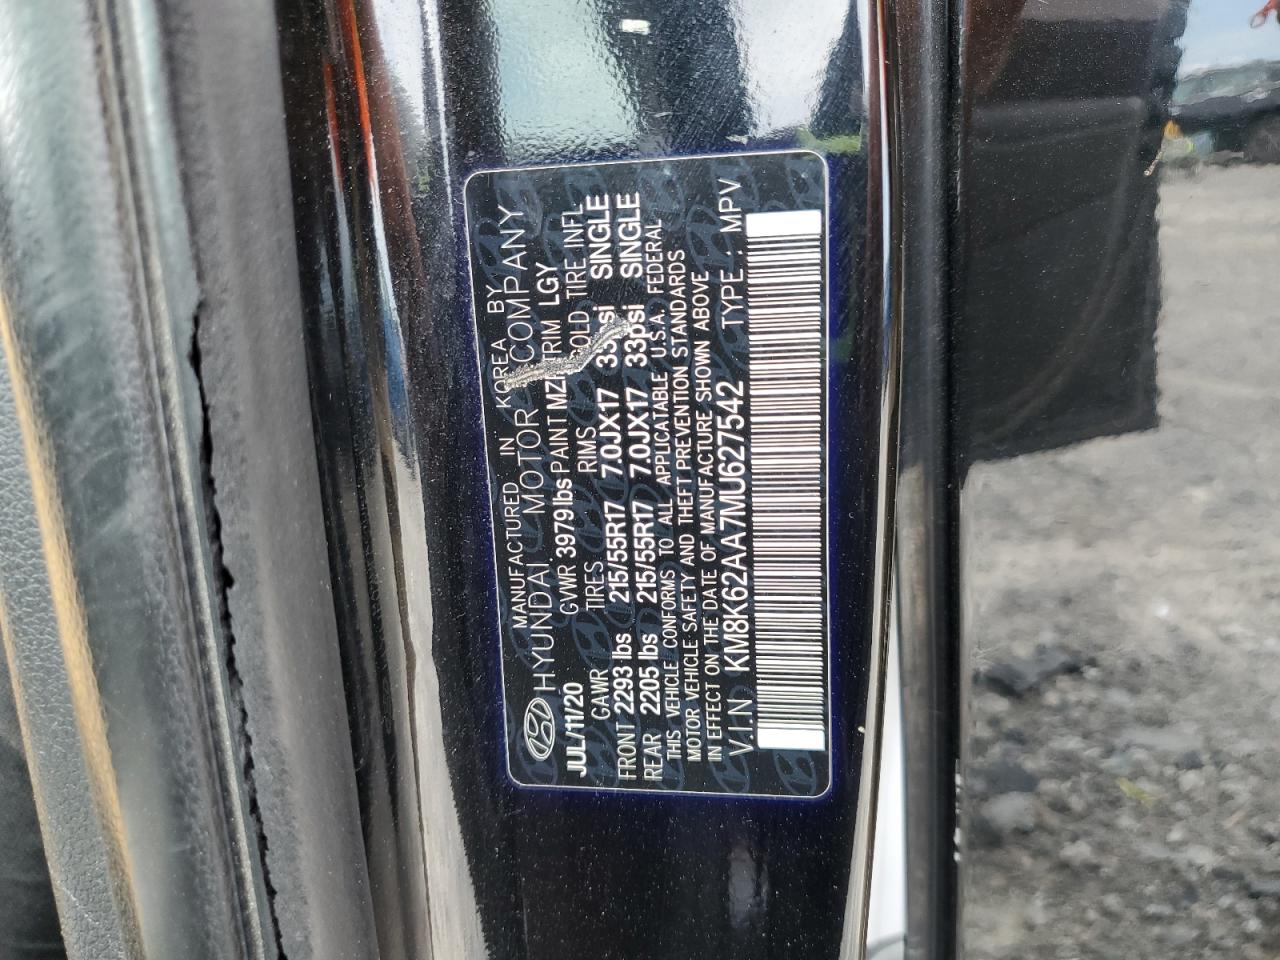 MANUFACTURED IN KOREA BY
HYUNDAI MOTOR COMPANY
JUL/11/20 GVWR 3979 lbs PAINT TRIM LGY
GAWR TIRES RIMS COLD TIRE INFL
FRONT 2293 lbs 215/55R17 7.0JX17 33psi SINGLE
REAR 2205 lbs 215/55R17 7.0JX17 33psi SINGLE
THIS VEHICLE CONFORMS TO ALL APPLICATABLE U.S.A. FEDERAL
MOTOR VEHICLE SAFETY AND THEFT PREVENTION STANDARDS
IN EFFECT ON THE DATE OF MANUFACTURE SHOWN ABOVE
V.I.N KM8K62AA7MU627542 TYPE : MPV